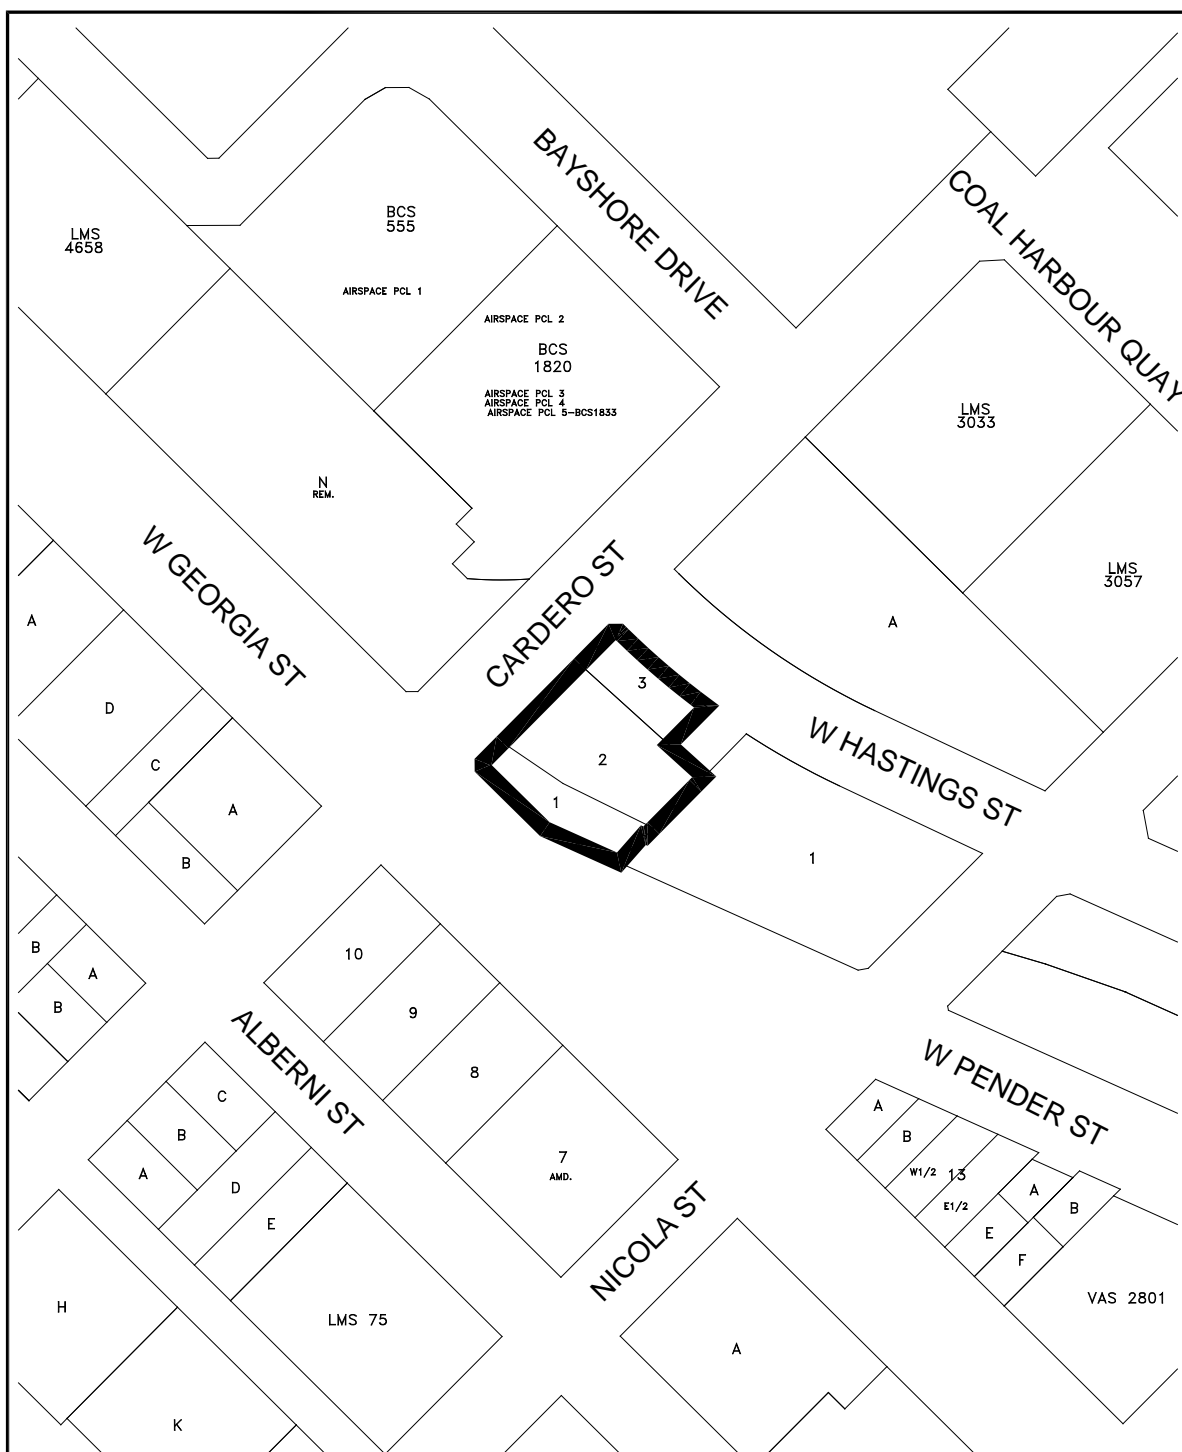 BAYSHORE DRIVE
COAL HARBOUR QUAY
BCS
555
LMS
4658
AIRSPACE PCL 1
AIRSPACE PCL 2
BCS
1820
AIRSPACE PCL 3
AIRSPACE PCL 4
AIRSPACE PCL 5-BCS1833
LMS
3033
N
REM.
W GEORGIA ST
CARDERO ST
LMS
3057
A
A
3
D
W HASTINGS ST
C
2
1
A
B
1
10
B
A
B
9
ALBERNI ST
8
W PENDER ST
C
A
B
B
7
AMD.
A
W1/2
13
D
A
E1/2
B
E
E
NICOLA ST
F
H
VAS 2801
LMS 75
A
K